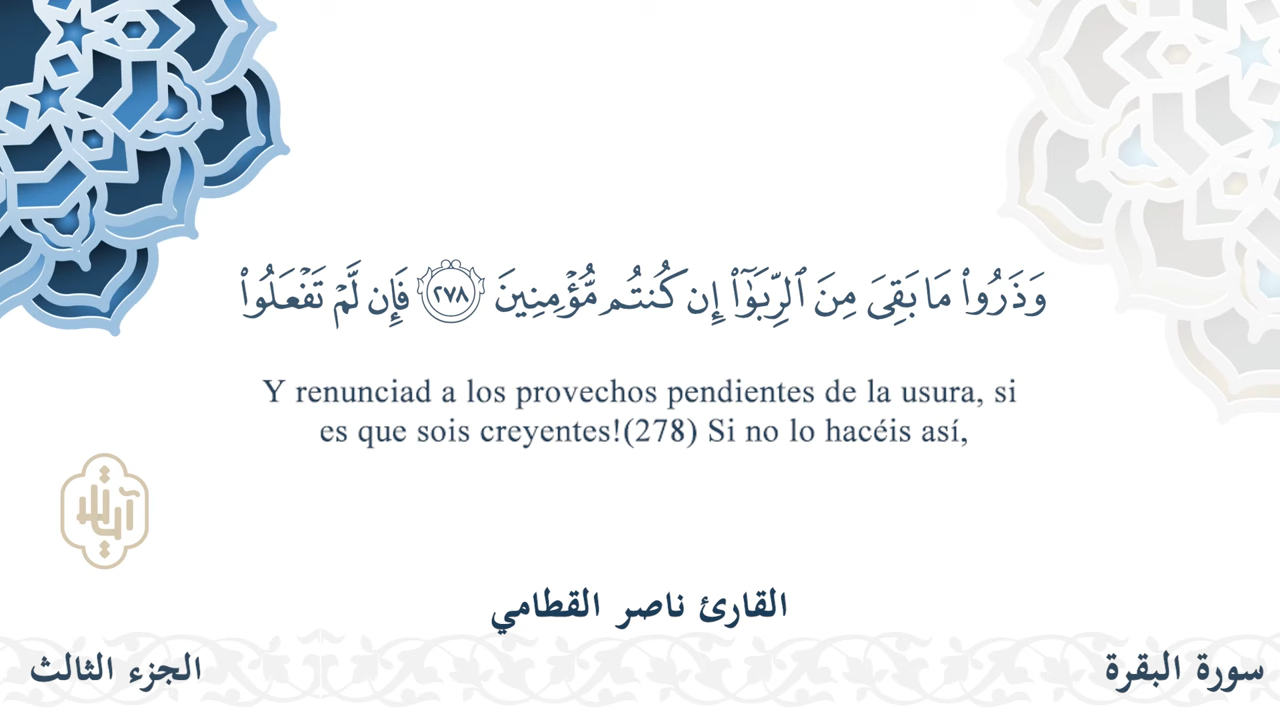 وَذَرُوا۟ مَا بَقِىَ مِنَ ٱلرِّبَوٰٓا۟ إِن كُنتُم مُّؤْمِنِينَ ٢٧٨ فَإِن لَّمْ تَفْعَلُوا۟
Y renunciad a los provechos pendientes de la usura, si
es que sois creyentes!(278) Si no lo hacéis así,
القارئ ناصر القطامي
سورة البقرة
الجزء الثالث